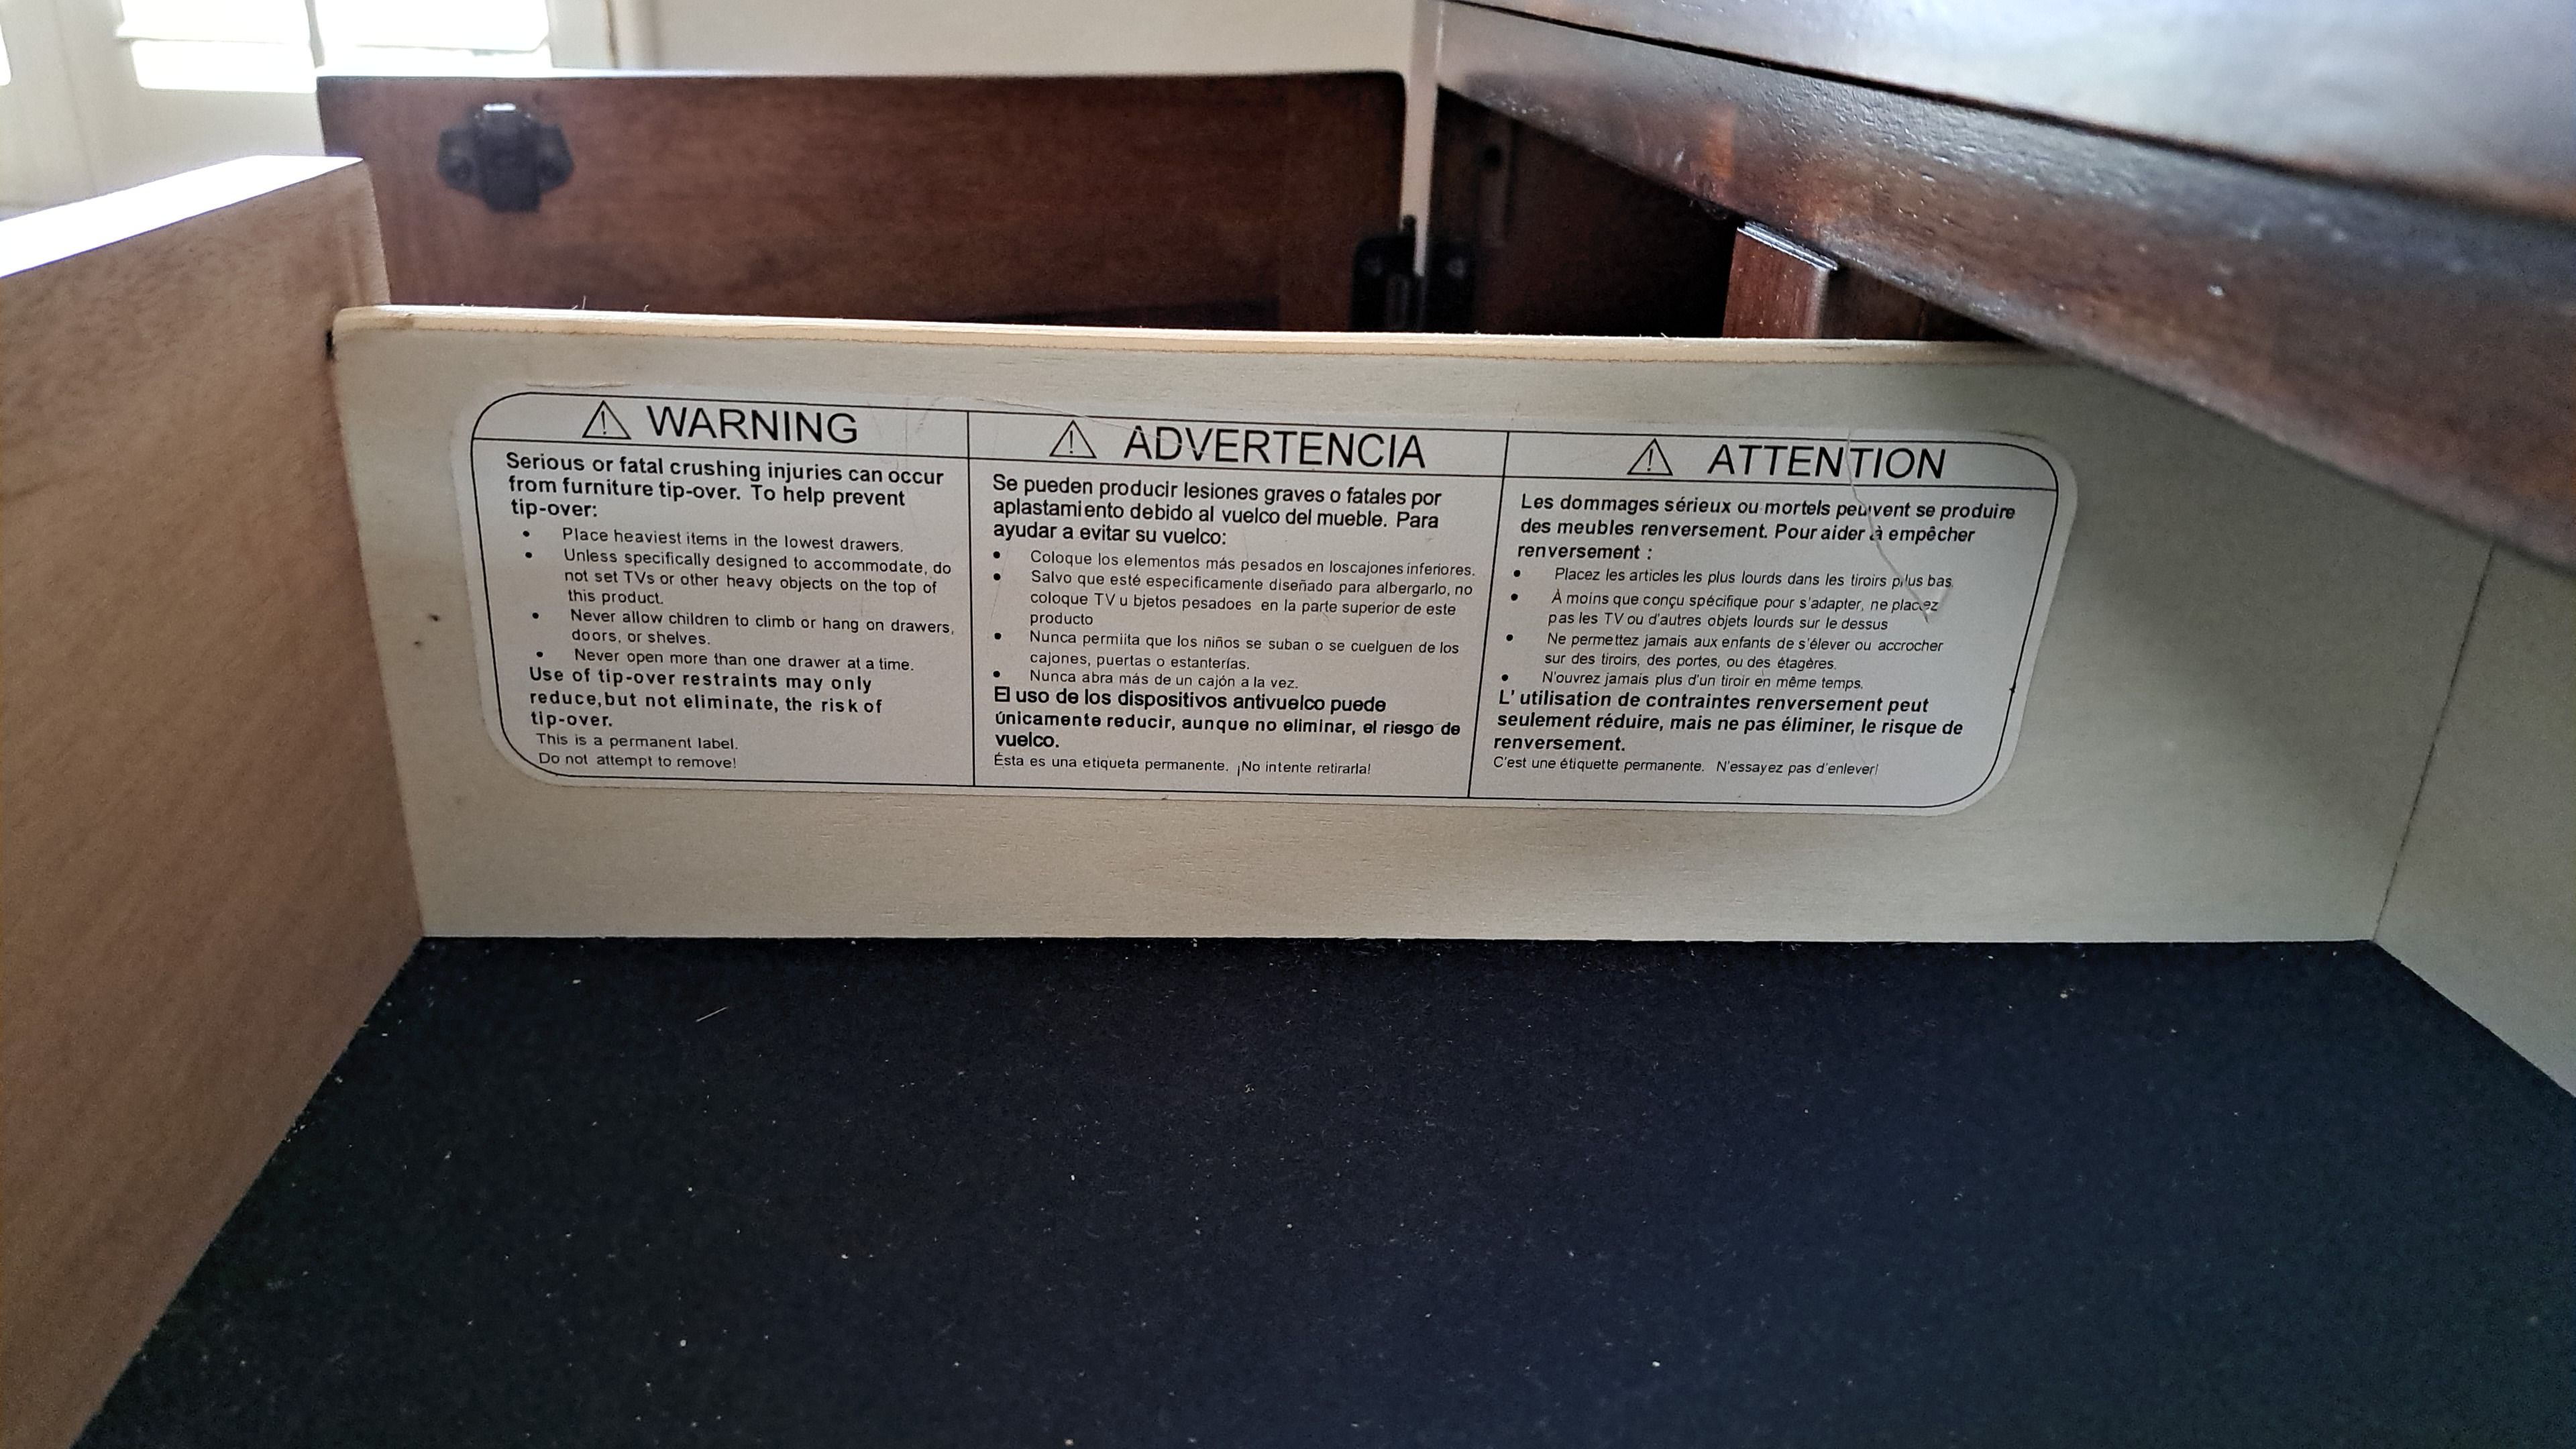 WARNING
Serious or fatal crushing injuries can occur
from furniture tip-over. To help prevent
tip-over:
• Place heaviest items in the lowest drawers.
• Unless specifically designed to accommodate, do
not set TVs or other heavy objects on the top of
this product.
• Never allow children to climb or hang on drawers,
doors, or shelves.
• Never open more than one drawer at a time.
Use of tip-over restraints may only
reduce,but not eliminate, the risk of
tip-over.
This is a permanent label.
Do not attempt to remove!
ADVERTENCIA
Se pueden producir lesiones graves o fatales por
aplastamiento debido al vuelco del mueble. Para
ayudar a evitar su vuelco:
• Coloque los elementos más pesados en loscajones inferiores.
• Salvo que esté especificamente diseñado para albergarlo, no
coloque TV u bjetos pesadoes en la parte superior de este
producto
• Nunca permiita que los niños se suban o se cuelguen de los
cajones, puertas o estanterías.
• Nunca abra más de un cajón a la vez.
El uso de los dispositivos antivuelco puede
únicamente reducir, aunque no eliminar, el riesgo de
vuelco.
Ésta es una etiqueta permanente. ¡No intente retirarla!
ATTENTION
Les dommages sérieux ou mortels peuvent se produire
des meubles renversement. Pour aider à empêcher
renversement :
• Placez les articles les plus lourds dans les tiroirs plus bas.
• À moins que conçu spécifique pour s'adapter, ne placez
pas les TV ou d'autres objets lourds sur le dessus
• Ne permettez jamais aux enfants de s'élever ou accrocher
sur des tiroirs, des portes, ou des étagères.
• N'ouvrez jamais plus d'un tiroir en même temps.
L' utilisation de contraintes renversement peut
seulement réduire, mais ne pas éliminer, le risque de
renversement.
C'est une étiquette permanente. N'essayez pas d'enlever!